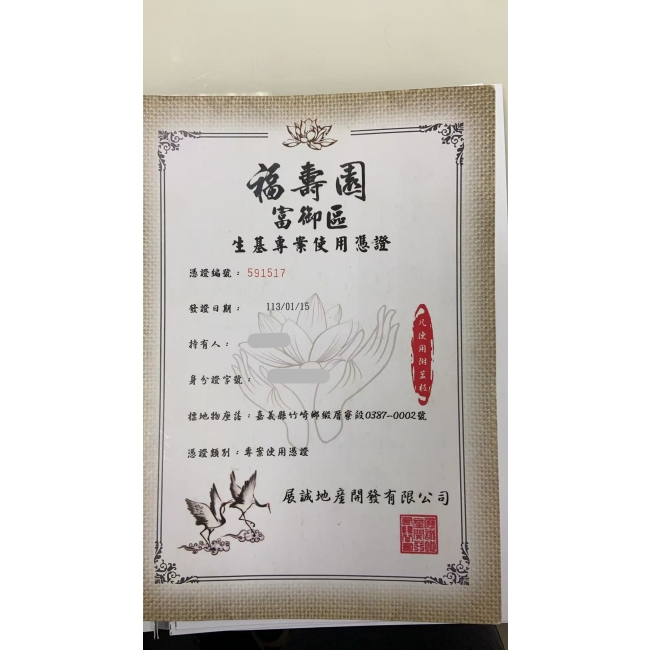 福壽園
富御區
生基專案使用憑證
憑證編號：591517
發證日期：113/01/15
持有人：
身份證字號：
標地物座落：嘉義縣竹崎鄉緞厝寮段0387-0002號
憑證類別：專案使用憑證
展誠地產開發有限公司